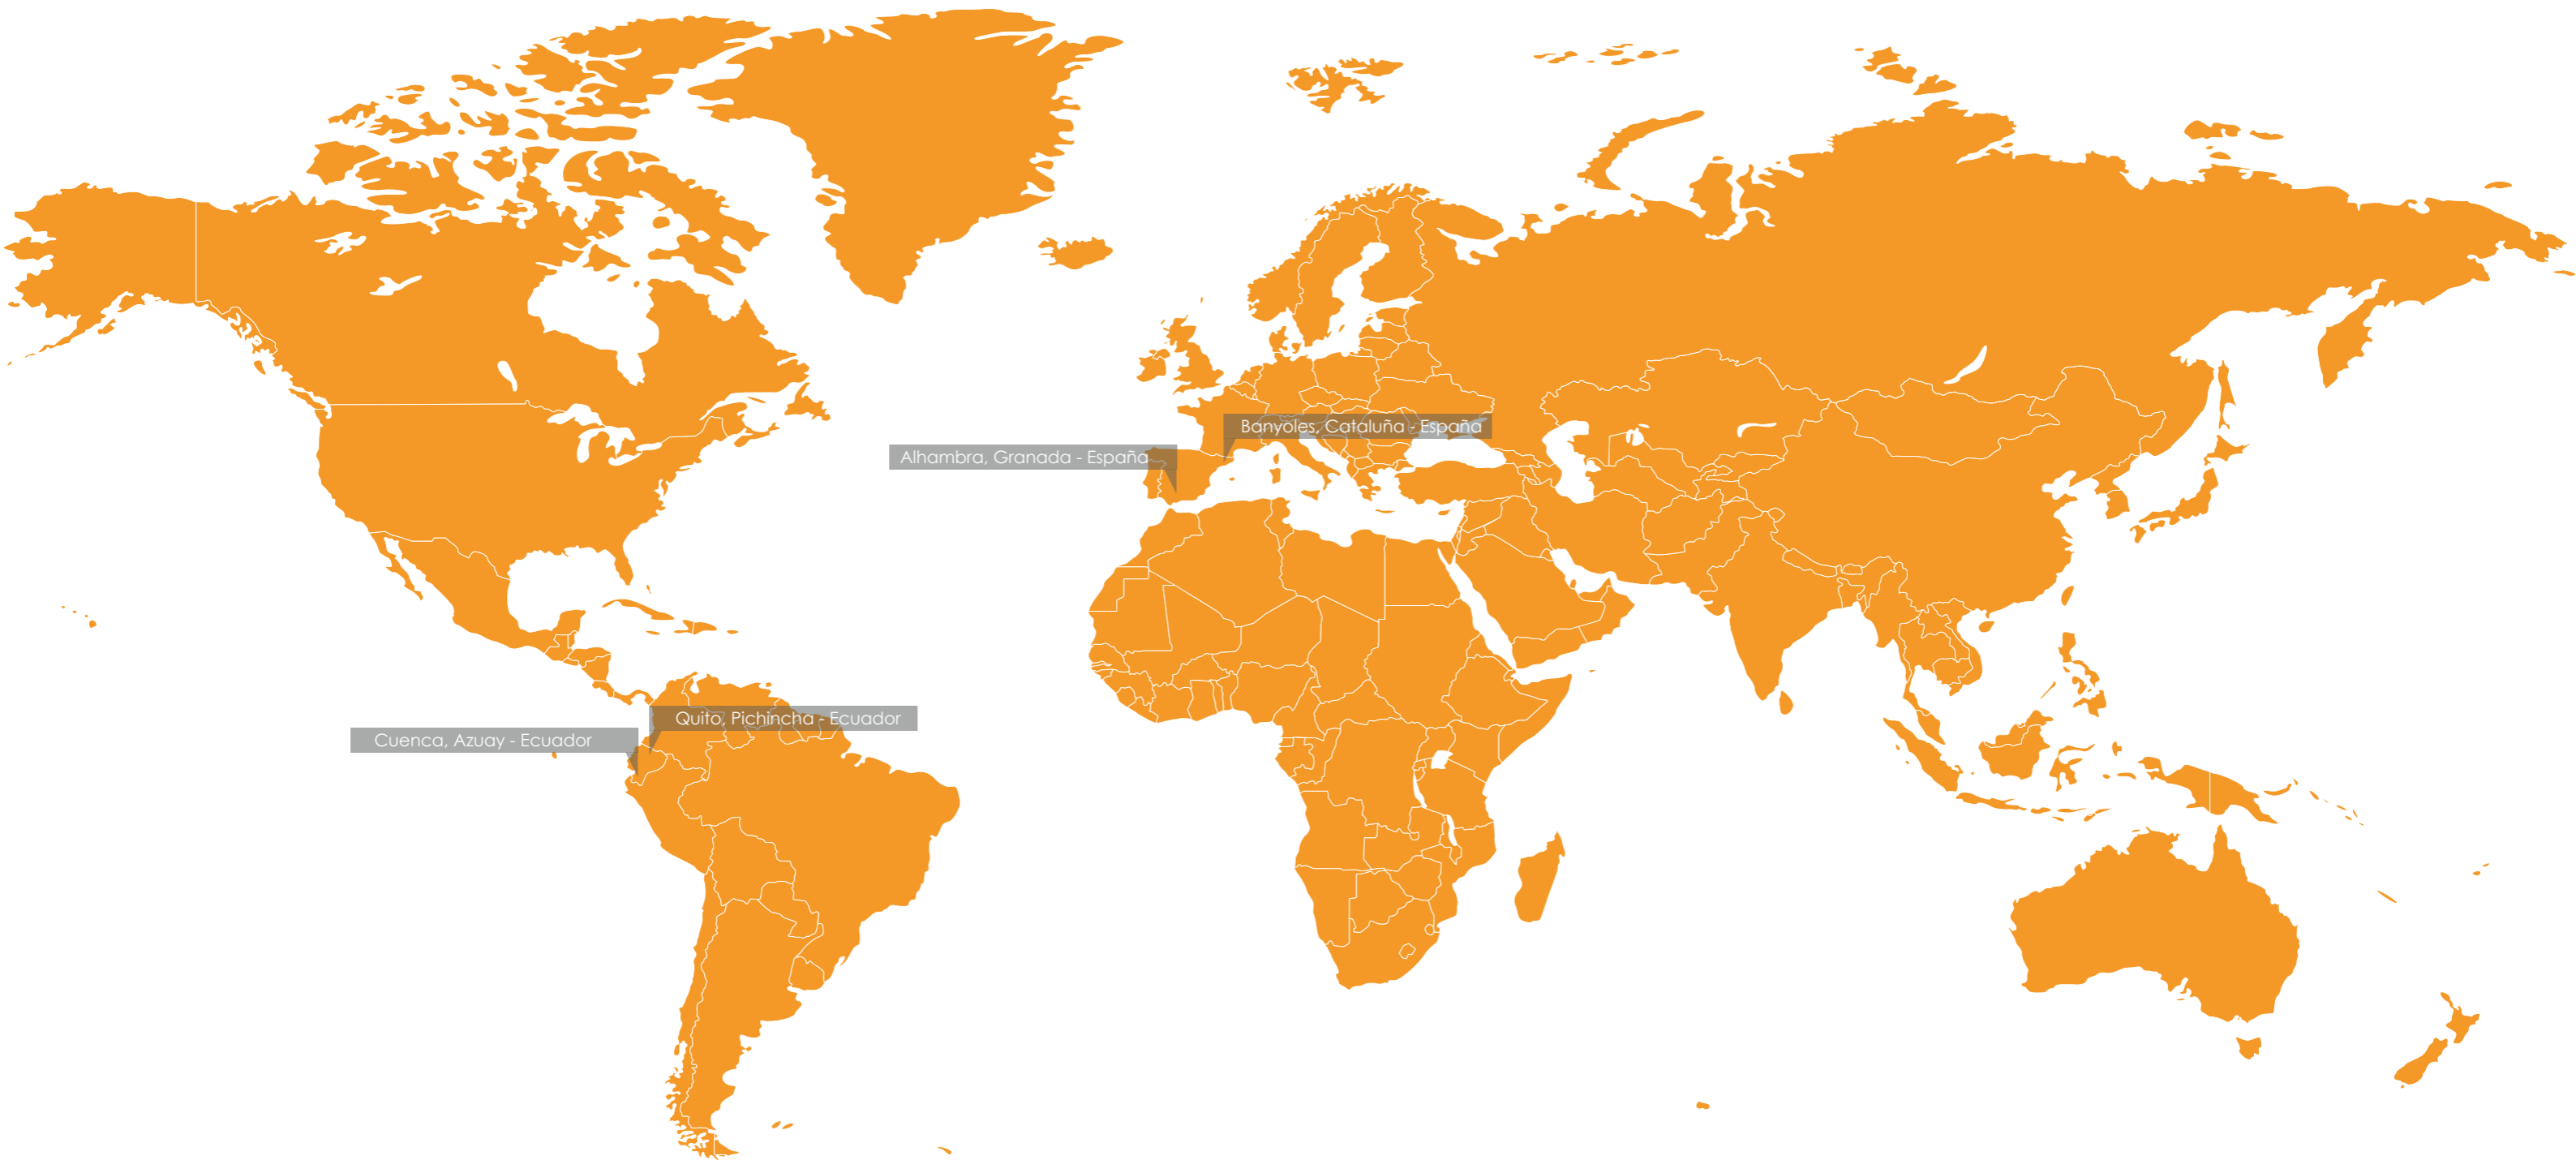 Banyoles, Cataluña - España
Alhambra, Granada - España
Quito, Pichincha - Ecuador
Cuenca, Azuay - Ecuador